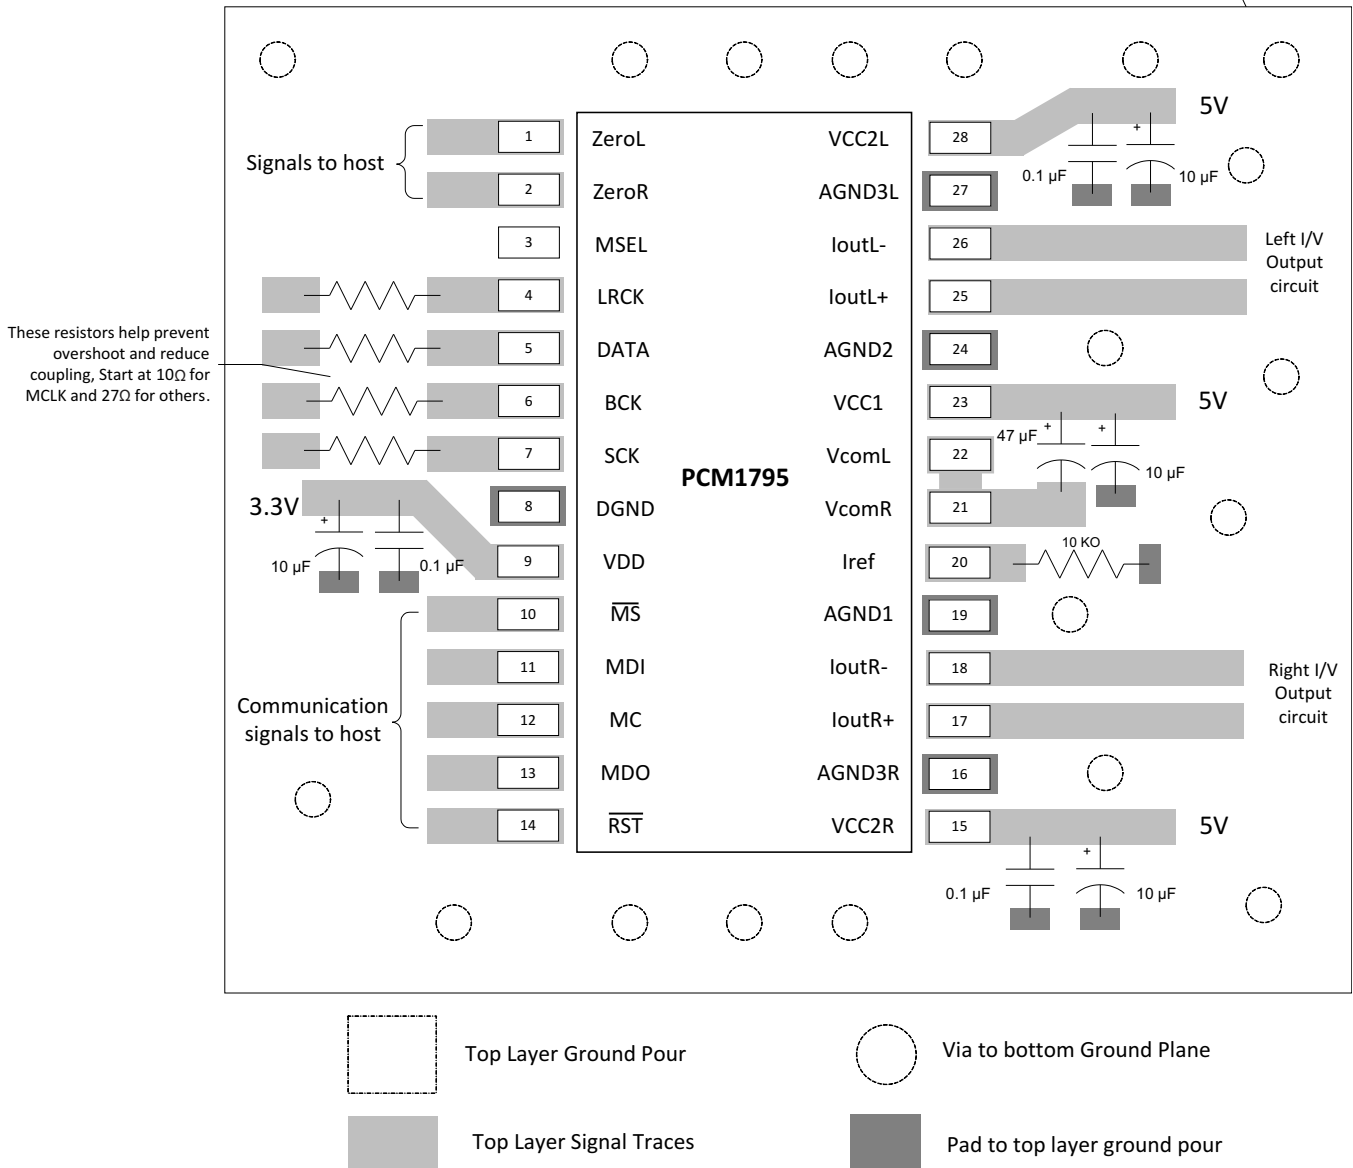 5V
1 ZeroL VCC2L 28
Signals to host
0.1 µF
10 µF
2 ZeroR AGND3L 27
3 MSEL IoutL- 26
Left I/V
Output
circuit
4 LRCK IoutL+ 25
These resistors help prevent
overshoot and reduce
coupling, Start at 10Ω for
MCLK and 27Ω for others.
5 DATA AGND2 24
6 BCK VCC1 23
5V
47 µF
10 µF
7 SCK VcomL 22
PCM1795
3.3V
8 DGND VcomR 21
10 µF
0.1 µF
10 KO
9 VDD Iref 20
10 MS AGND1 19
11 MDI IoutR- 18
Right I/V
Output
circuit
Communication
signals to host
12 MC IoutR+ 17
13 MDO AGND3R 16
14 RST VCC2R 15
5V
0.1 µF
10 µF
Top Layer Ground Pour
Via to bottom Ground Plane
Top Layer Signal Traces
Pad to top layer ground pour